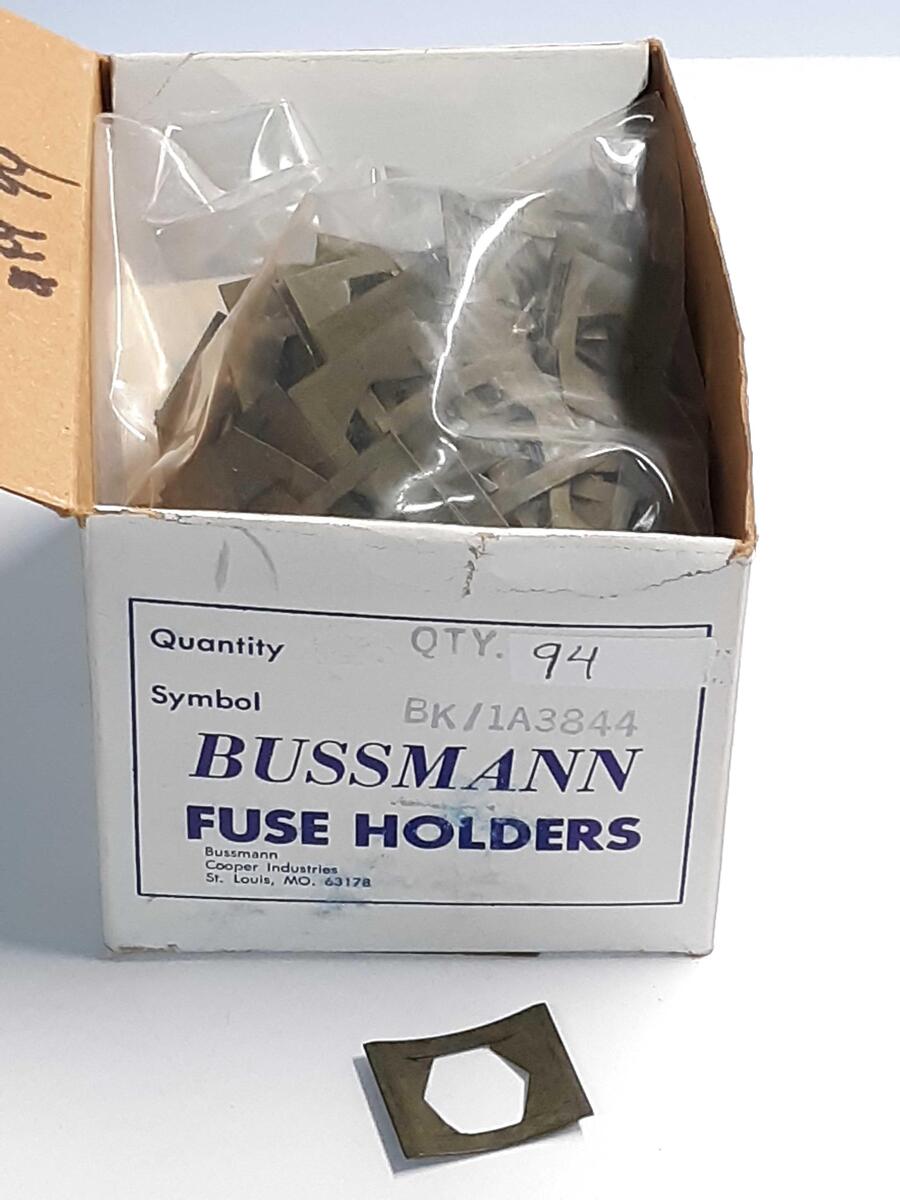 Quantity QTY. 94
Symbol BK/1A3844
BUSSMANN
FUSE HOLDERS
Bussmann
Cooper Industries
St. Louis, MO. 63178